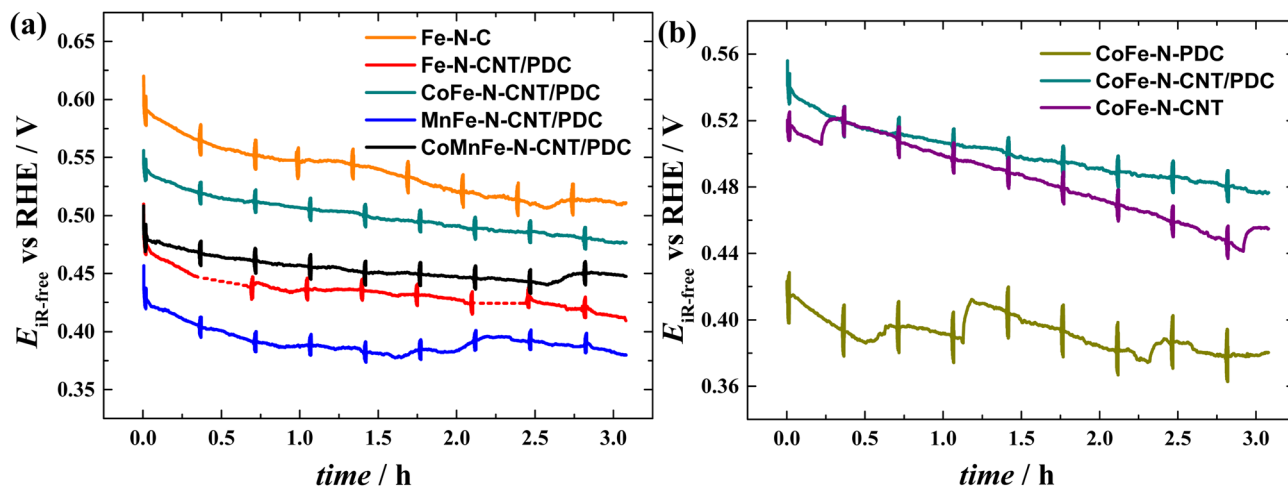 (a)
0.65
0.60
0.55
0.50
0.45
0.40
0.35
E iR-free vs RHE / V
Fe-N-C
Fe-N-CNT/PDC
CoFe-N-CNT/PDC
MnFe-N-CNT/PDC
CoMnFe-N-CNT/PDC
0.0 0.5 1.0 1.5 2.0 2.5 3.0
time / h
(b)
0.56
0.52
0.48
0.44
0.40
0.36
E iR-free vs RHE / V
CoFe-N-PDC
CoFe-N-CNT/PDC
CoFe-N-CNT
0.0 0.5 1.0 1.5 2.0 2.5 3.0
time / h